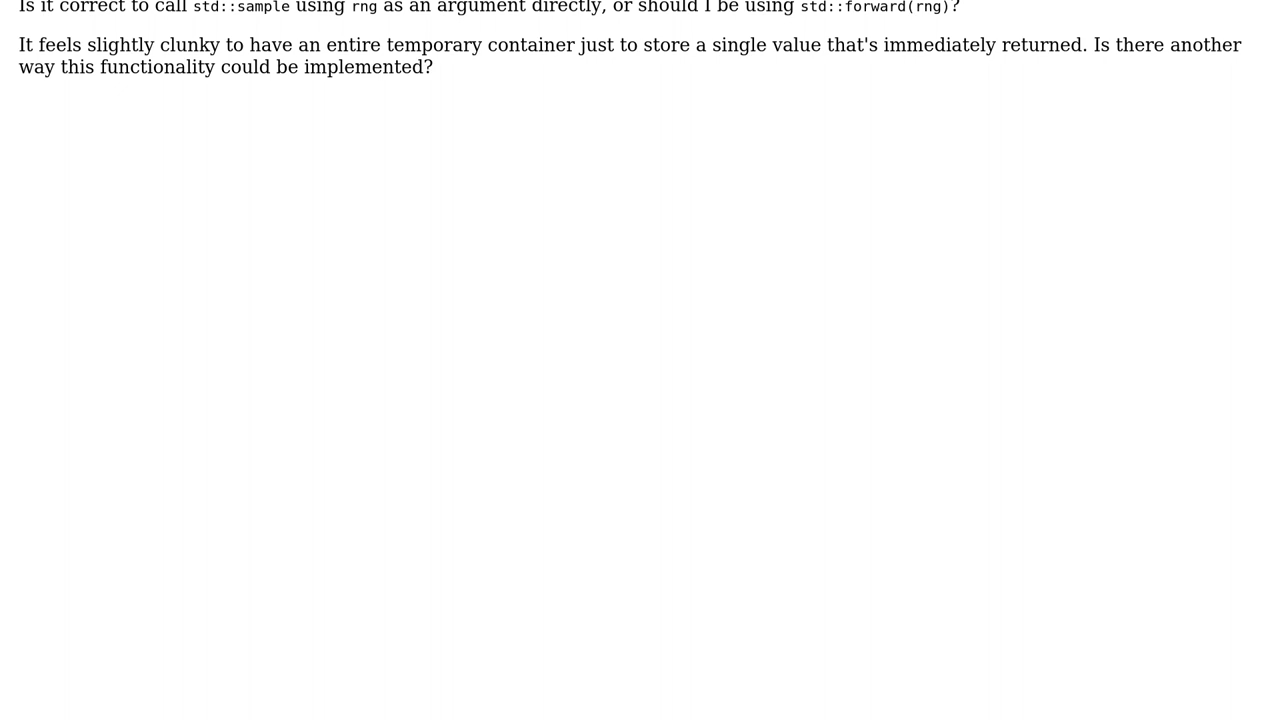 Is it correct to call std::sample using rng as an argument directly, or should I be using std::forward(rng)?
It feels slightly clunky to have an entire temporary container just to store a single value that's immediately returned. Is there another
way this functionality could be implemented?